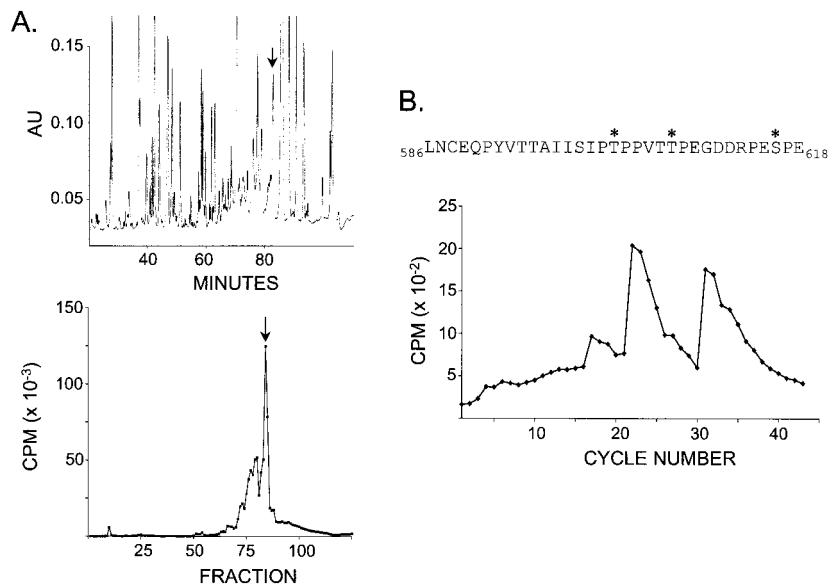 A.
0.15
0.10
0.05
AU
40 60 80
MINUTES
150
125
100
50
CPM (x 10-3)
25 50 75 100
FRACTION
B.
* * *
586LNCEQPYVTTAIISIPTPPVTTPEGDDRPESPE618
25
20
15
10
5
CPM (x 10-2)
10 20 30 40
CYCLE NUMBER